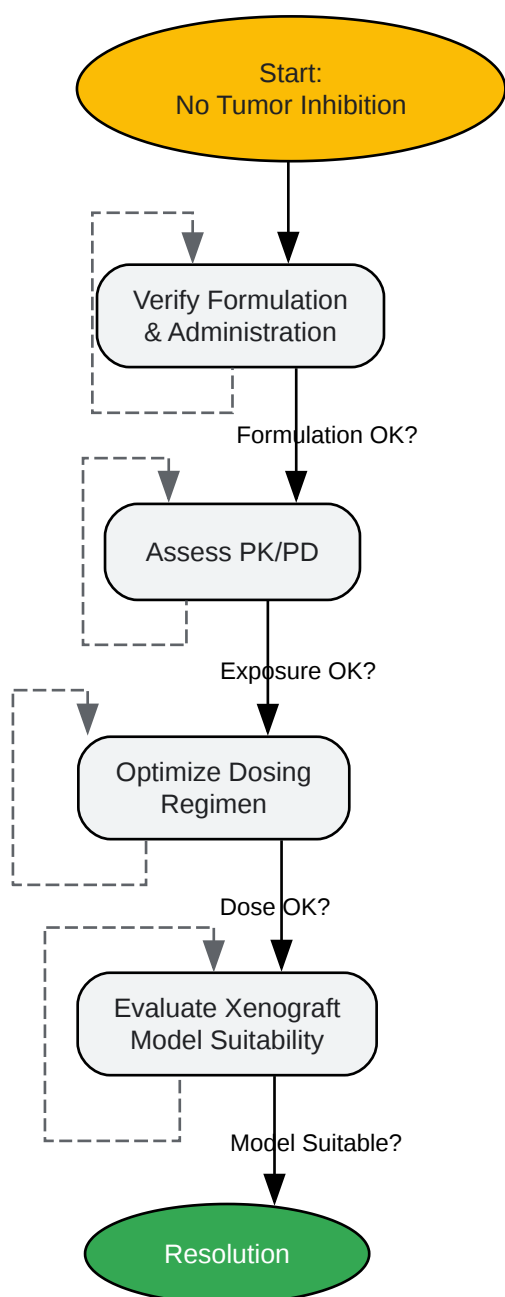 Start:
No Tumor Inhibition
Verify Formulation
& Administration
Formulation OK?
Assess PK/PD
Exposure OK?
Optimize Dosing
Regimen
Dose OK?
Evaluate Xenograft
Model Suitability
Model Suitable?
Resolution